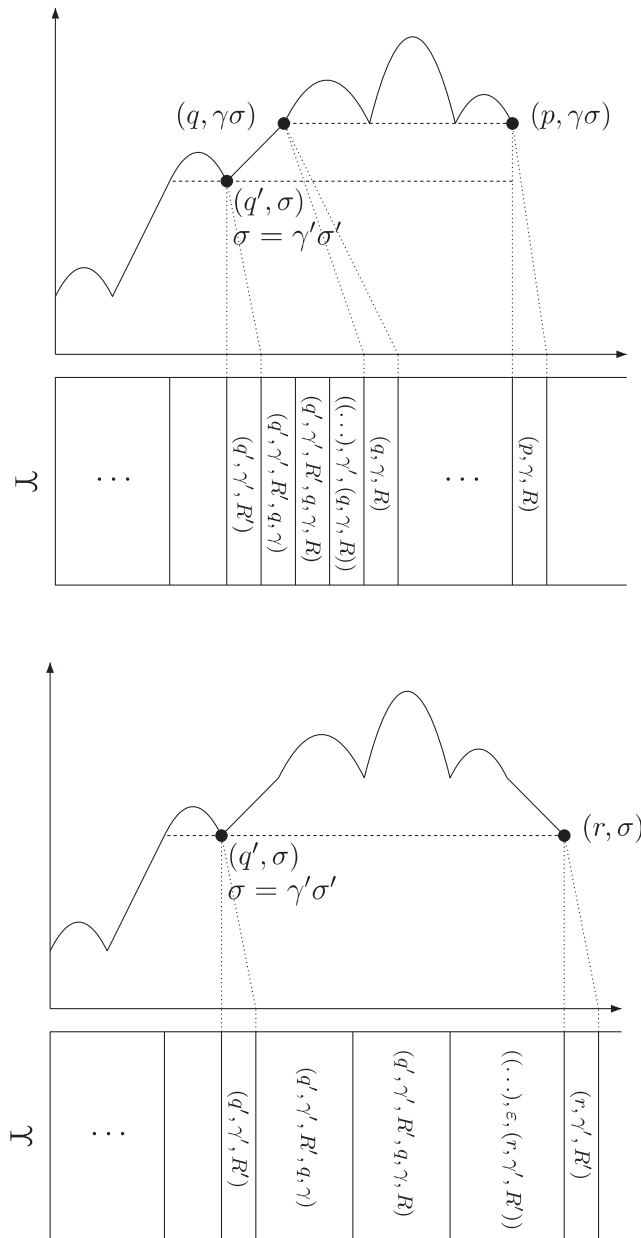 (q, γσ)
(p, γσ)
(q′, σ)
σ = γ′σ′
· · ·
(q′, γ′, R′)
(q′, γ′, R′, q, γ)
(q′, γ′, R′, q, γ, R)
((. . .), γ′, (q, γ, R))
(q, γ, R)
· · ·
(p, γ, R)
(r, σ)
(q′, σ)
σ = γ′σ′
· · ·
(q′, γ′, R′)
(q′, γ′, R′, q, γ)
(q′, γ′, R′, q, γ, R)
((. . .), ε, (r, γ′, R′))
(r, γ′, R′)